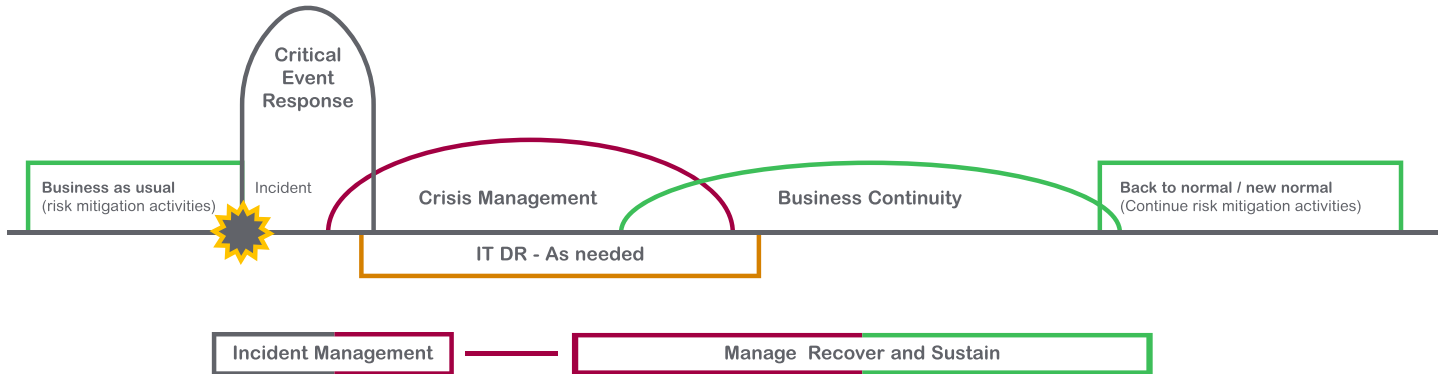 Critical
Event
Response
Business as usual
(risk mitigation activities)
Incident
Crisis Management
Business Continuity
Back to normal / new normal
(Continue risk mitigation activities)
IT DR - As needed
Incident Management
Manage Recover and Sustain